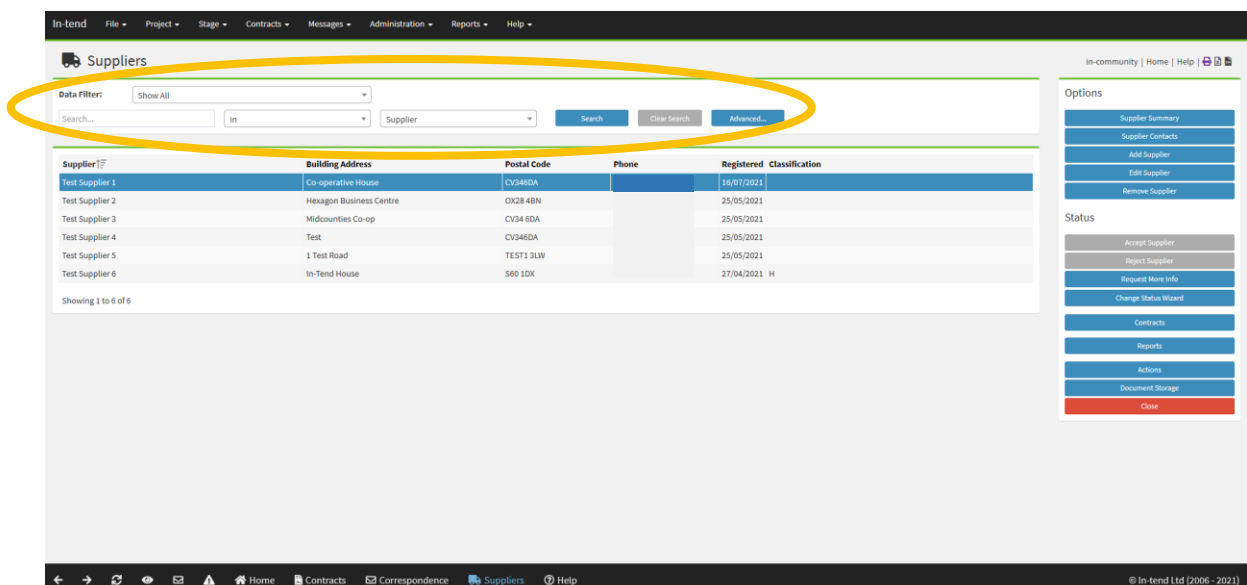 In-tend File Project Stage Contracts Messages Administration Reports Help
Suppliers
in-community | Home | Help |
Data Filter: Show All
Search... in Supplier Search Clear Search Advanced...
Supplier Building Address Postal Code Phone Registered Classification
Test Supplier 1 Co-operative House CV346DA 16/07/2021
Test Supplier 2 Hexagon Business Centre OX28 4BN 25/05/2021
Test Supplier 3 Midcounties Co-op CV34 6DA 25/05/2021
Test Supplier 4 Test CV346DA 25/05/2021
Test Supplier 5 1 Test Road TEST1 3LW 25/05/2021
Test Supplier 6 In-Tend House S60 1DX 27/04/2021 H
Showing 1 to 6 of 6
Options
Supplier Summary
Supplier Contacts
Add Supplier
Edit Supplier
Remove Supplier
Status
Accept Supplier
Reject Supplier
Request More Info
Change Status Wizard
Contracts
Reports
Actions
Document Storage
Close
Home Contracts Correspondence Suppliers Help © In-tend Ltd (2006 - 2021)